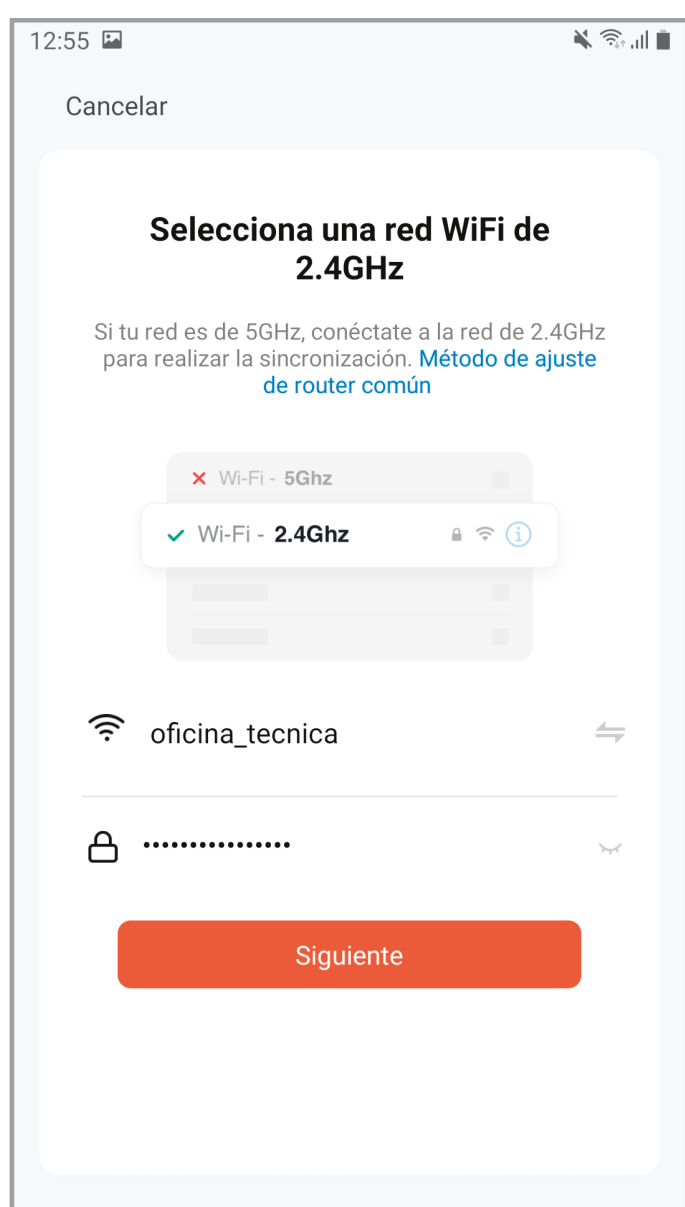 12:55
Cancelar
Selecciona una red WiFi de
2.4GHz
Si tu red es de 5GHz, conéctate a la red de 2.4GHz
para realizar la sincronización. Método de ajuste
de router común
Wi-Fi - 5Ghz
Wi-Fi - 2.4Ghz
oficina_tecnica
••••••••••••••••
Siguiente